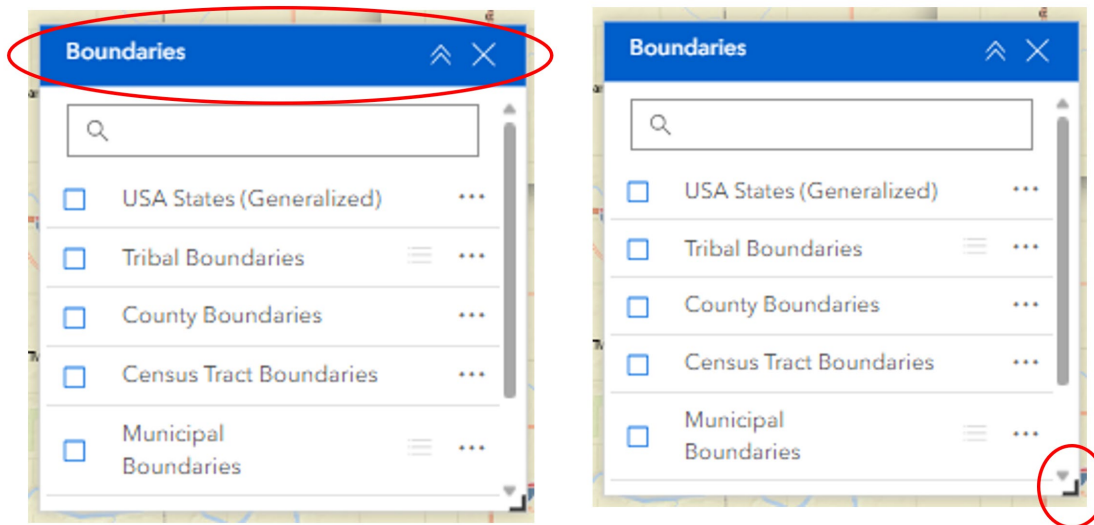 Boundaries
USA States (Generalized)
Tribal Boundaries
County Boundaries
Census Tract Boundaries
Municipal
Boundaries
Boundaries
USA States (Generalized)
Tribal Boundaries
County Boundaries
Census Tract Boundaries
Municipal
Boundaries